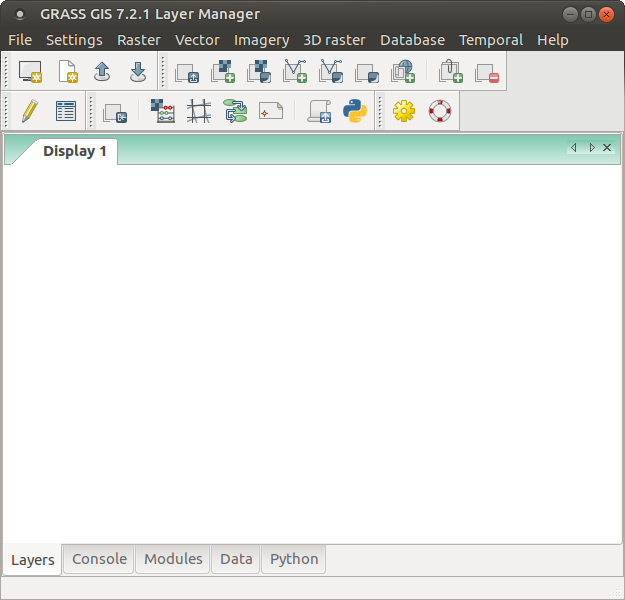 GRASS GIS 7.2.1 Layer Manager
File Settings Raster Vector Imagery 3D raster Database Temporal Help
Display 1
Layers Console Modules Data Python